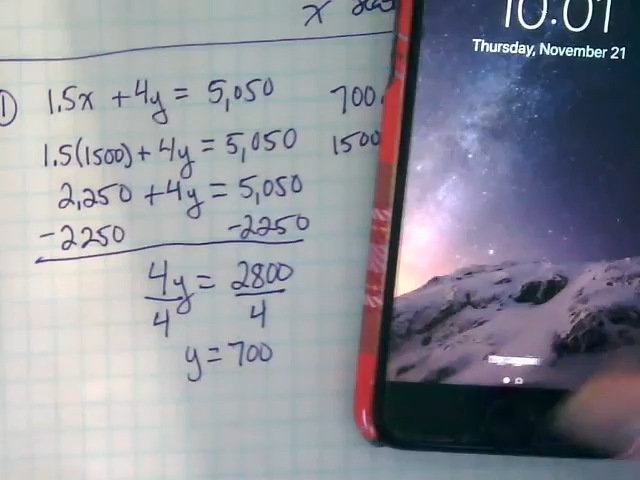 x
10:01
Thursday, November 21
① 1.5x + 4y = 5,050 700
1.5(1500) + 4y = 5,050 1500
2,250 + 4y = 5,050
-2250 -2250
4y = 2800
4 4
y = 700